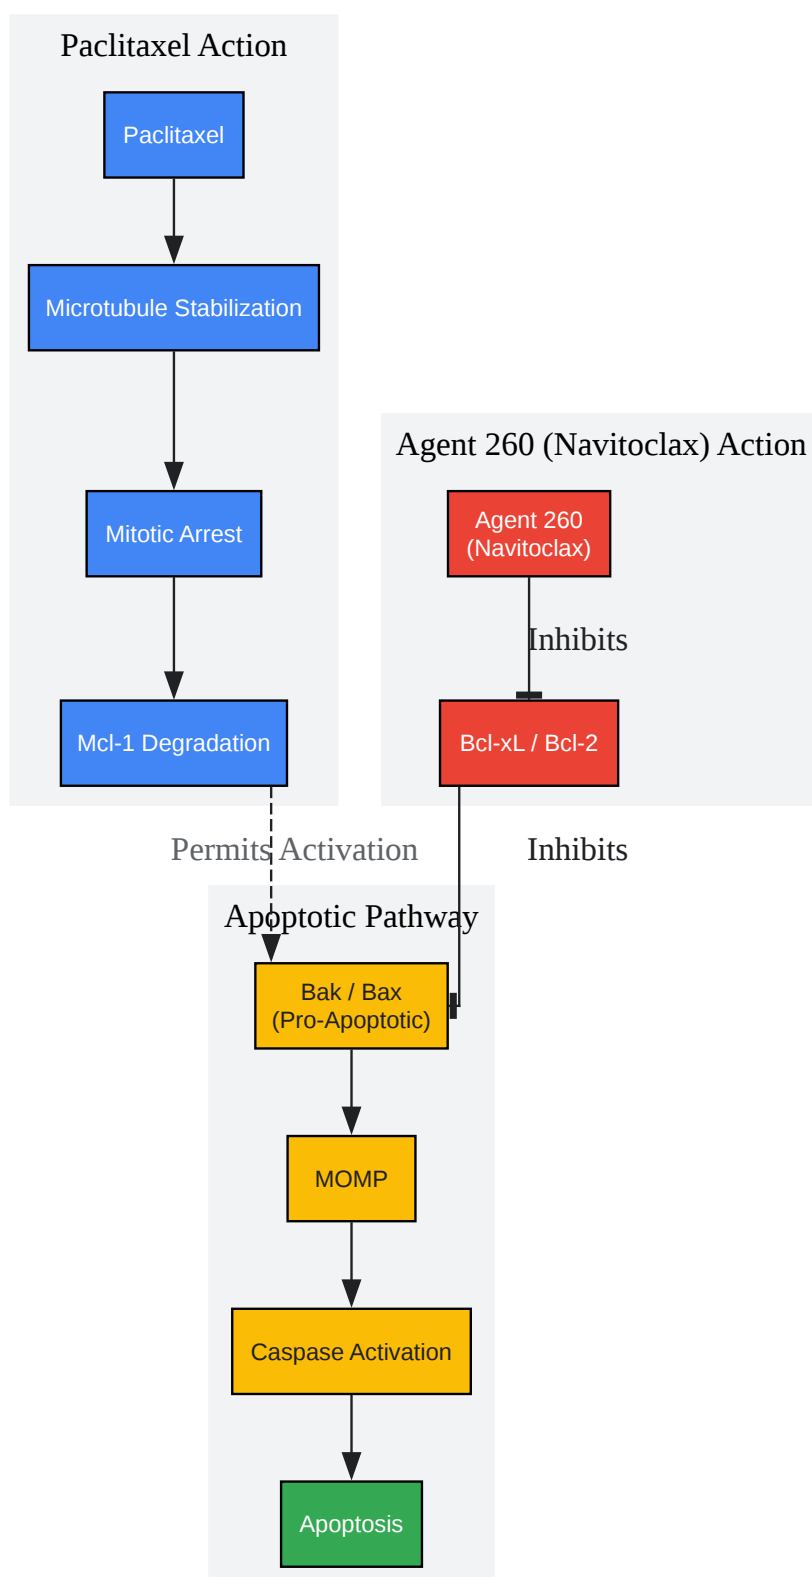 Paclitaxel Action
Paclitaxel
Microtubule Stabilization
Mitotic Arrest
Mcl-1 Degradation
Agent 260 (Navitoclax) Action
Agent 260
(Navitoclax)
Inhibits
Bcl-xL / Bcl-2
Permits Activation
Inhibits
Apoptotic Pathway
Bak / Bax
(Pro-Apoptotic)
MOMP
Caspase Activation
Apoptosis